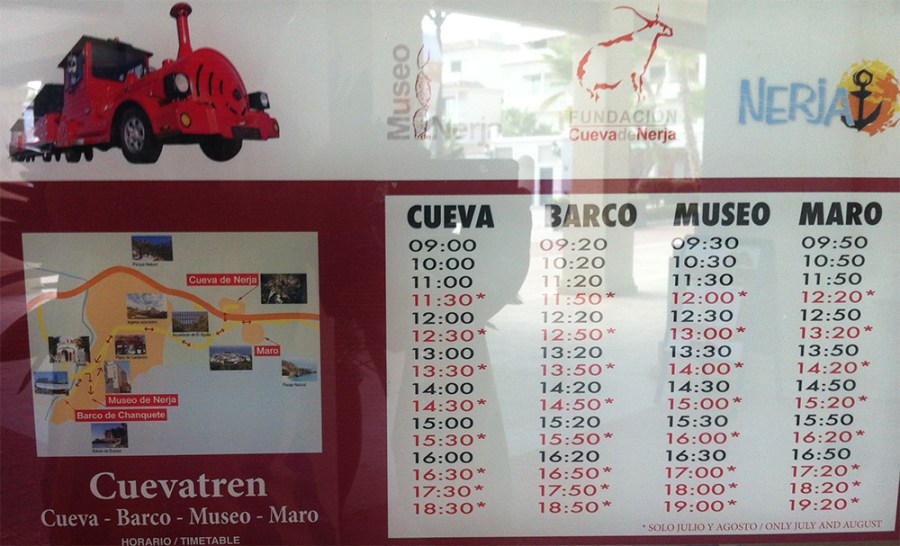 Museo
Nerja
FUNDACIÓN
CuevadeNerja
NERJA
CUEVA BARCO MUSEO MARO
09:00 09:20 09:30 09:50
10:00 10:20 10:30 10:50
11:00 11:20 11:30 11:50
11:30* 11:50* 12:00* 12:20*
12:00 12:20 12:30 12:50
12:30* 12:50* 13:00* 13:20*
13:00 13:20 13:30 13:50
13:30* 13:50* 14:00* 14:20*
14:00 14:20 14:30 14:50
14:30* 14:50* 15:00* 15:20*
15:00 15:20 15:30 15:50
15:30* 15:50* 16:00* 16:20*
16:00 16:20 16:30 16:50
16:30* 16:50* 17:00* 17:20*
17:30* 17:50* 18:00* 18:20*
18:30* 18:50* 19:00* 19:20*
* SOLO JULIO Y AGOSTO / ONLY JULY AND AUGUST
Cueva de Nerja
Maro
Museo de Nerja
Barco de Chanquete
Cuevatren
Cueva - Barco - Museo - Maro
HORARIO / TIMETABLE